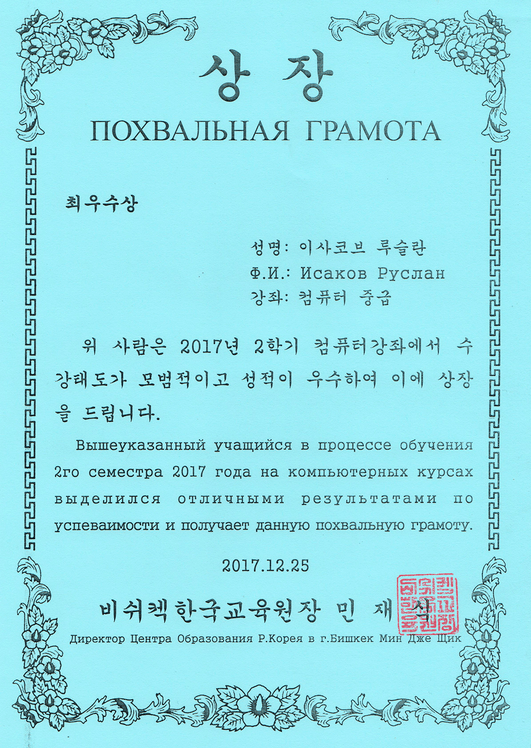 상 장
ПОХВАЛЬНАЯ ГРАМОТА
최우수상
성명: 이사코브 루슬란
Ф.И.: Исаков Руслан
강좌: 컴퓨터 중급
위 사람은 2017년 2학기 컴퓨터강좌에서 수
강태도가 모범적이고 성적이 우수하여 이에 상장
을 드립니다.
Вышеуказанный учащийся в процессе обучения
2го семестра 2017 года на компьютерных курсах
выделился отличными результатами по
успеваимости и получает данную похвальную грамоту.
2017.12.25
비쉬켁한국교육원장 민 재 식
Директор Центра Образования Р.Корея в г.Бишкек Мин Дже Щик